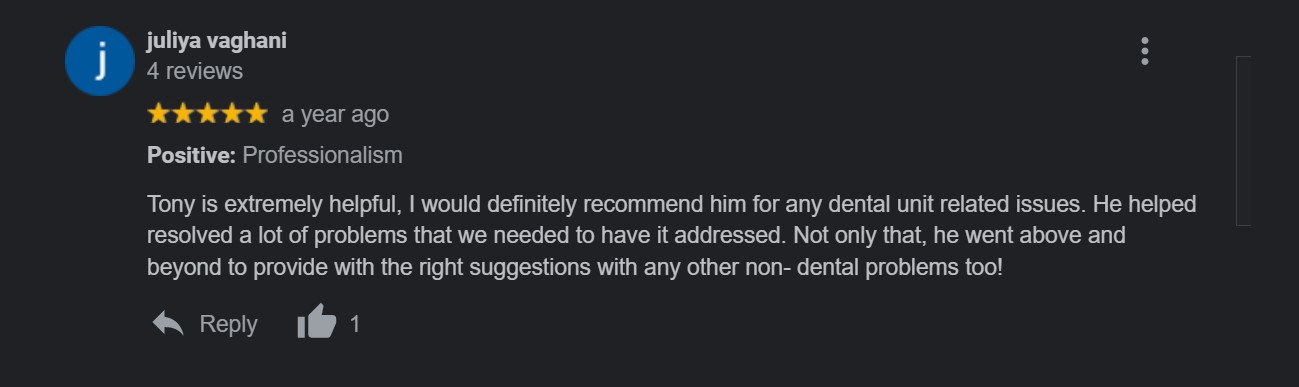 j
juliya vaghani
4 reviews
a year ago
Positive: Professionalism
Tony is extremely helpful, I would definitely recommend him for any dental unit related issues. He helped
resolved a lot of problems that we needed to have it addressed. Not only that, he went above and
beyond to provide with the right suggestions with any other non- dental problems too!
Reply 1